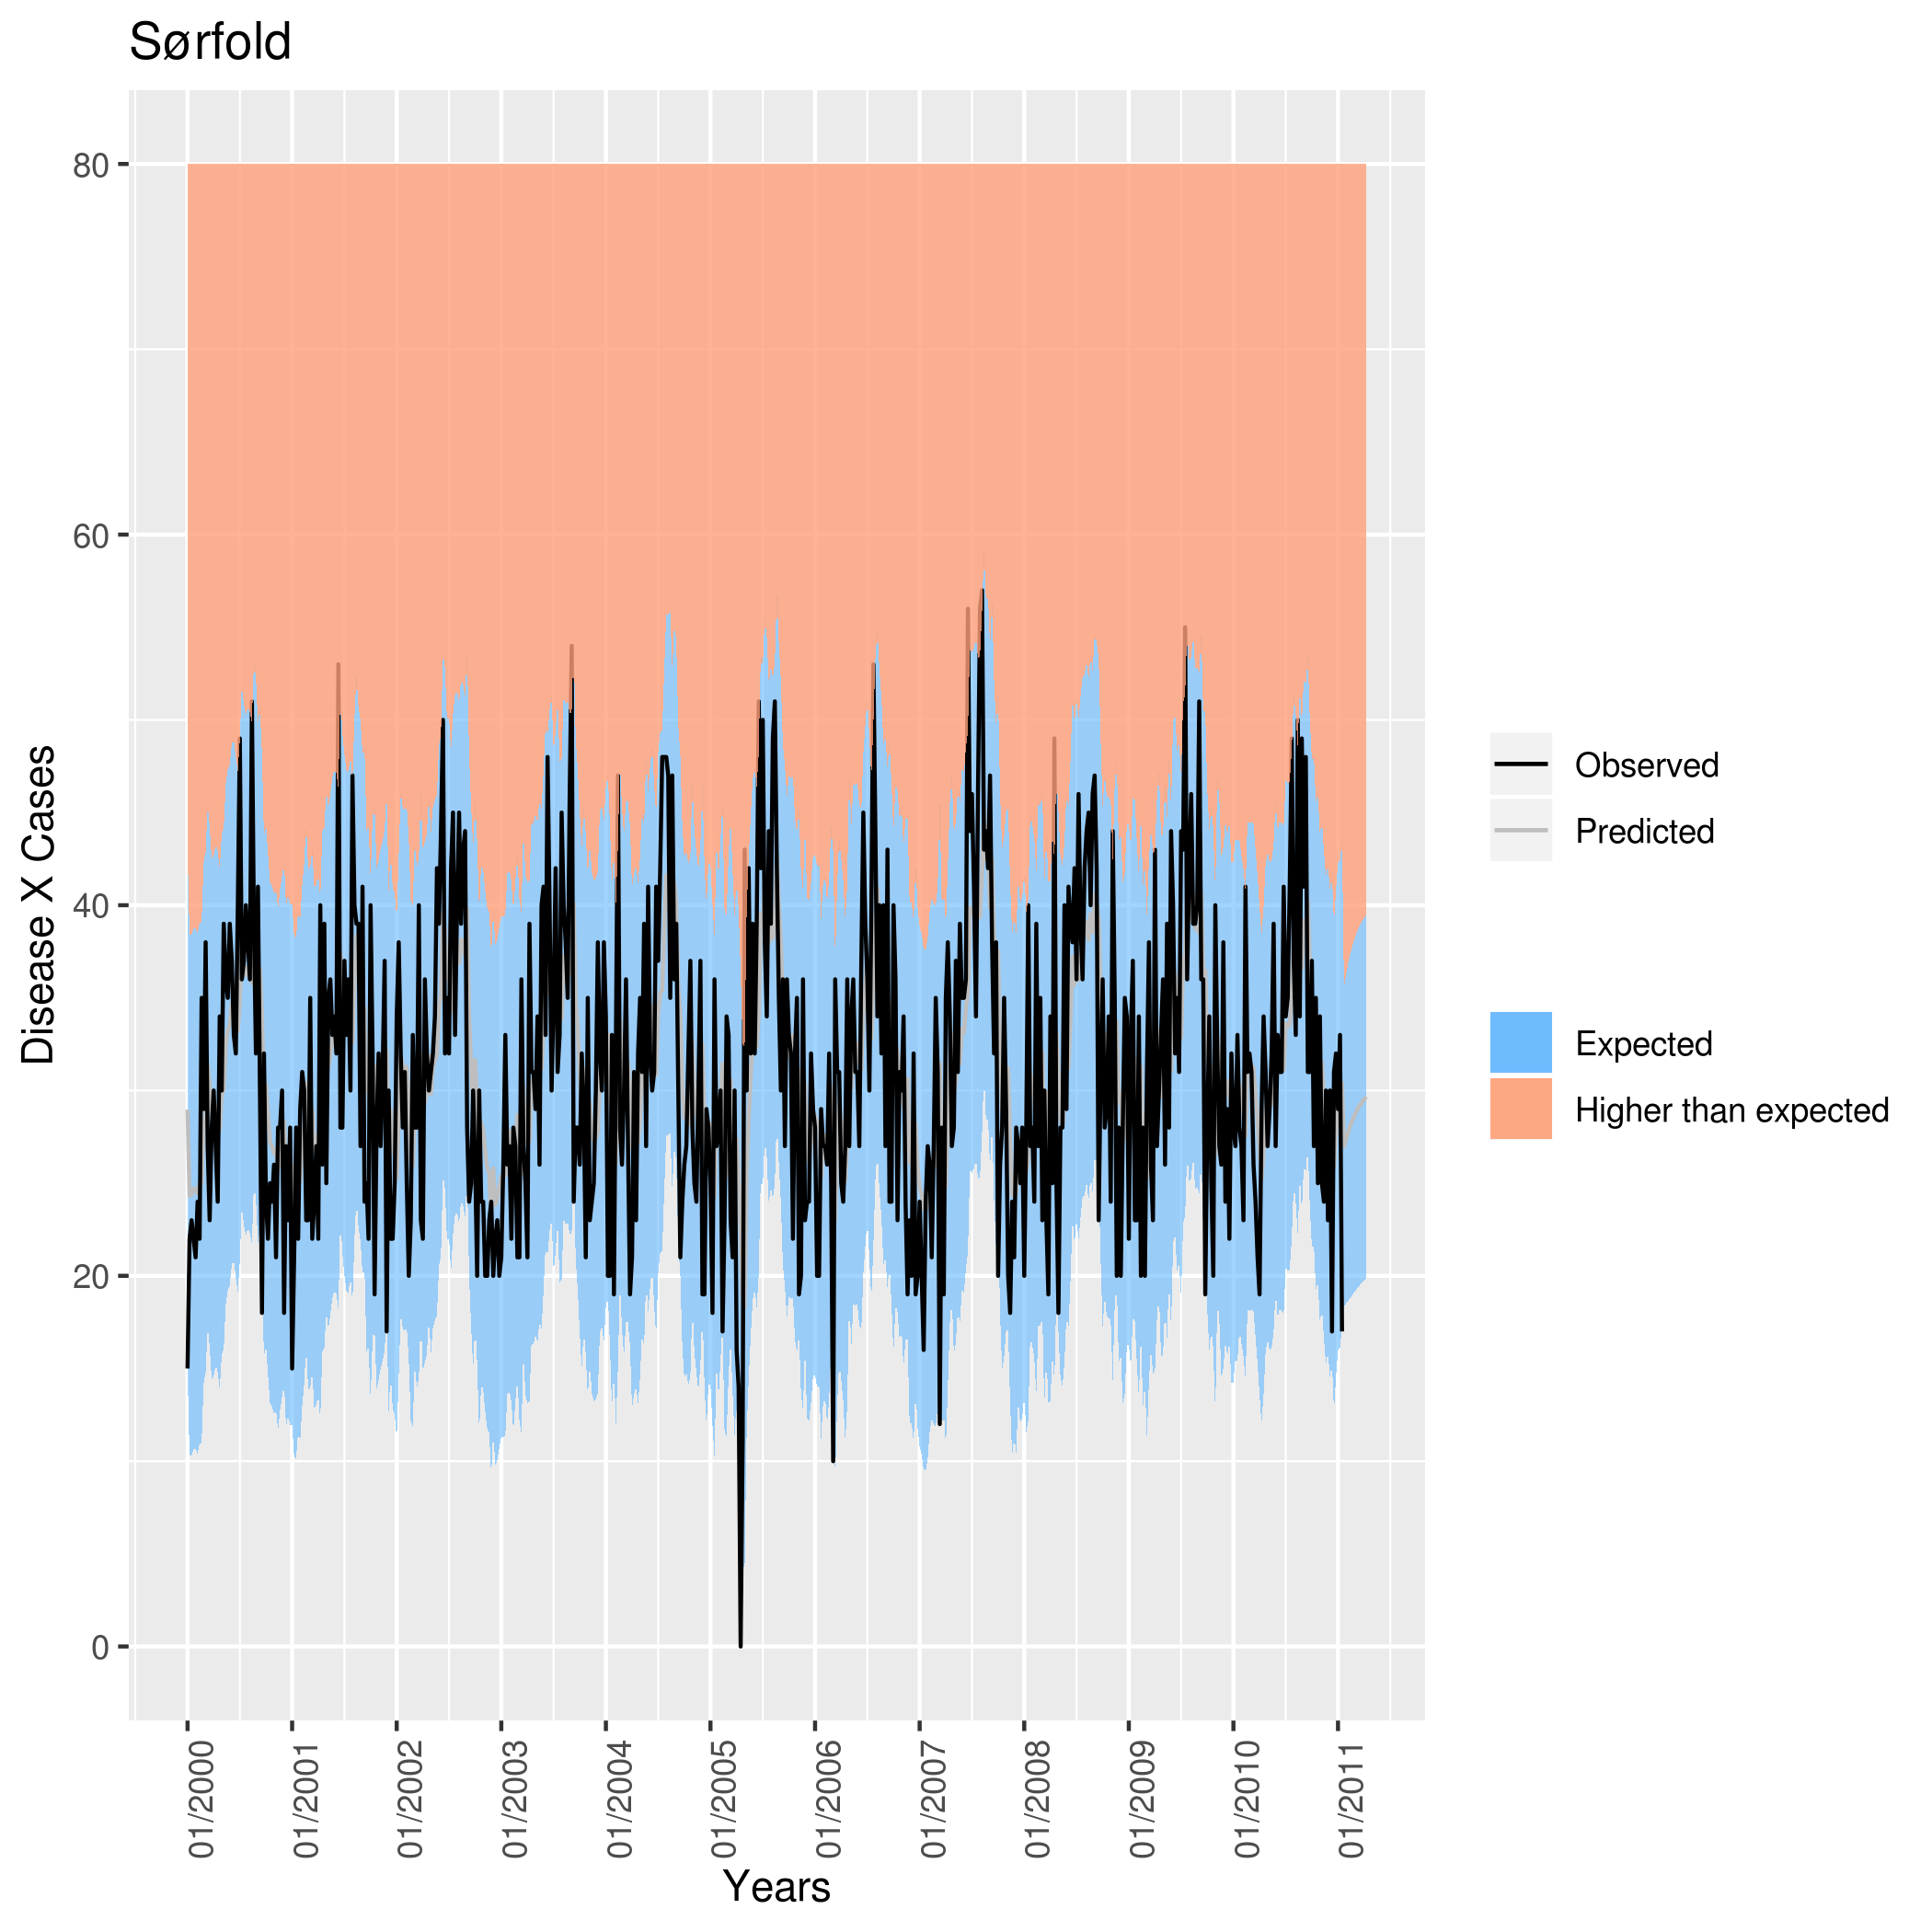 Sørfold
80
60
40
20
0
Disease X Cases
01/2000
01/2001
01/2002
01/2003
01/2004
01/2005
01/2006
01/2007
01/2008
01/2009
01/2010
01/2011
Years
Observed
Predicted
Expected
Higher than expected